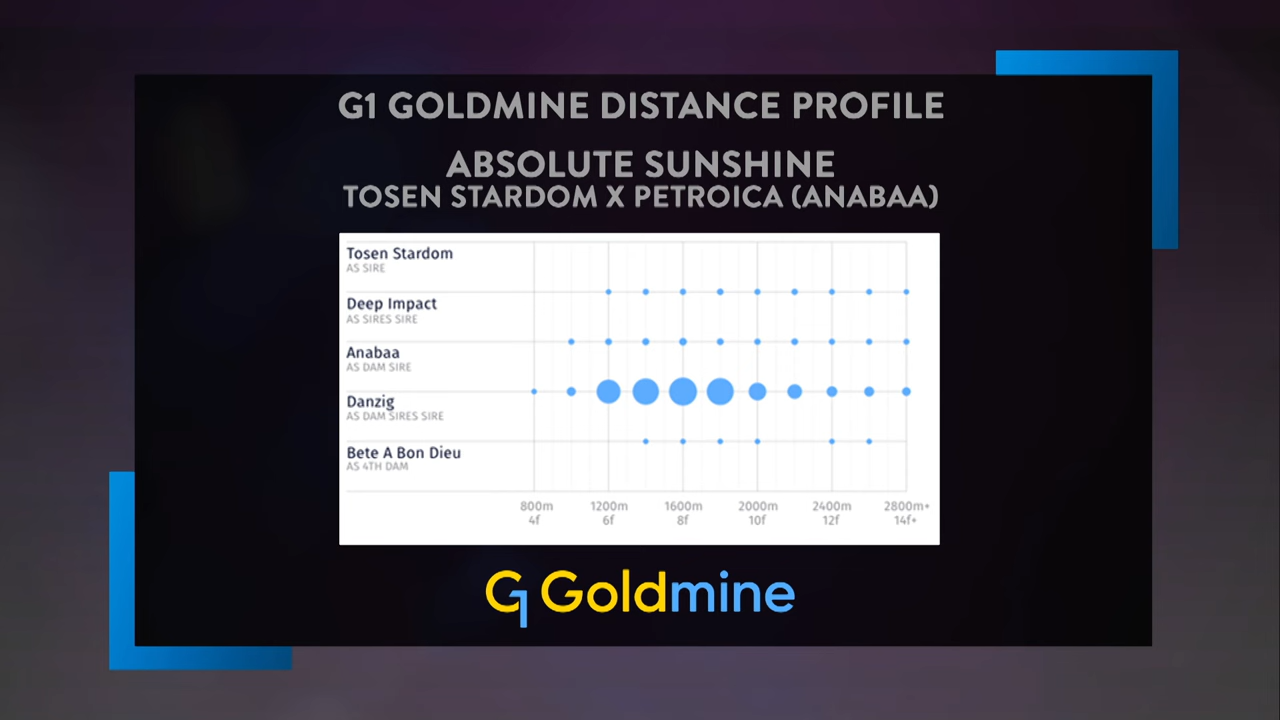 G1 GOLDMINE DISTANCE PROFILE
ABSOLUTE SUNSHINE
TOSEN STARDOM X PETROICA (ANABAA)
Tosen Stardom
AS SIRE
Deep Impact
AS SIRES SIRE
Anabaa
AS DAM SIRE
Danzig
AS DAM SIRES SIRE
Bete A Bon Dieu
AS 4TH DAM
800m 1200m 1600m 2000m 2400m 2800m+
4f 6f 8f 10f 12f 14f+
G1 Goldmine